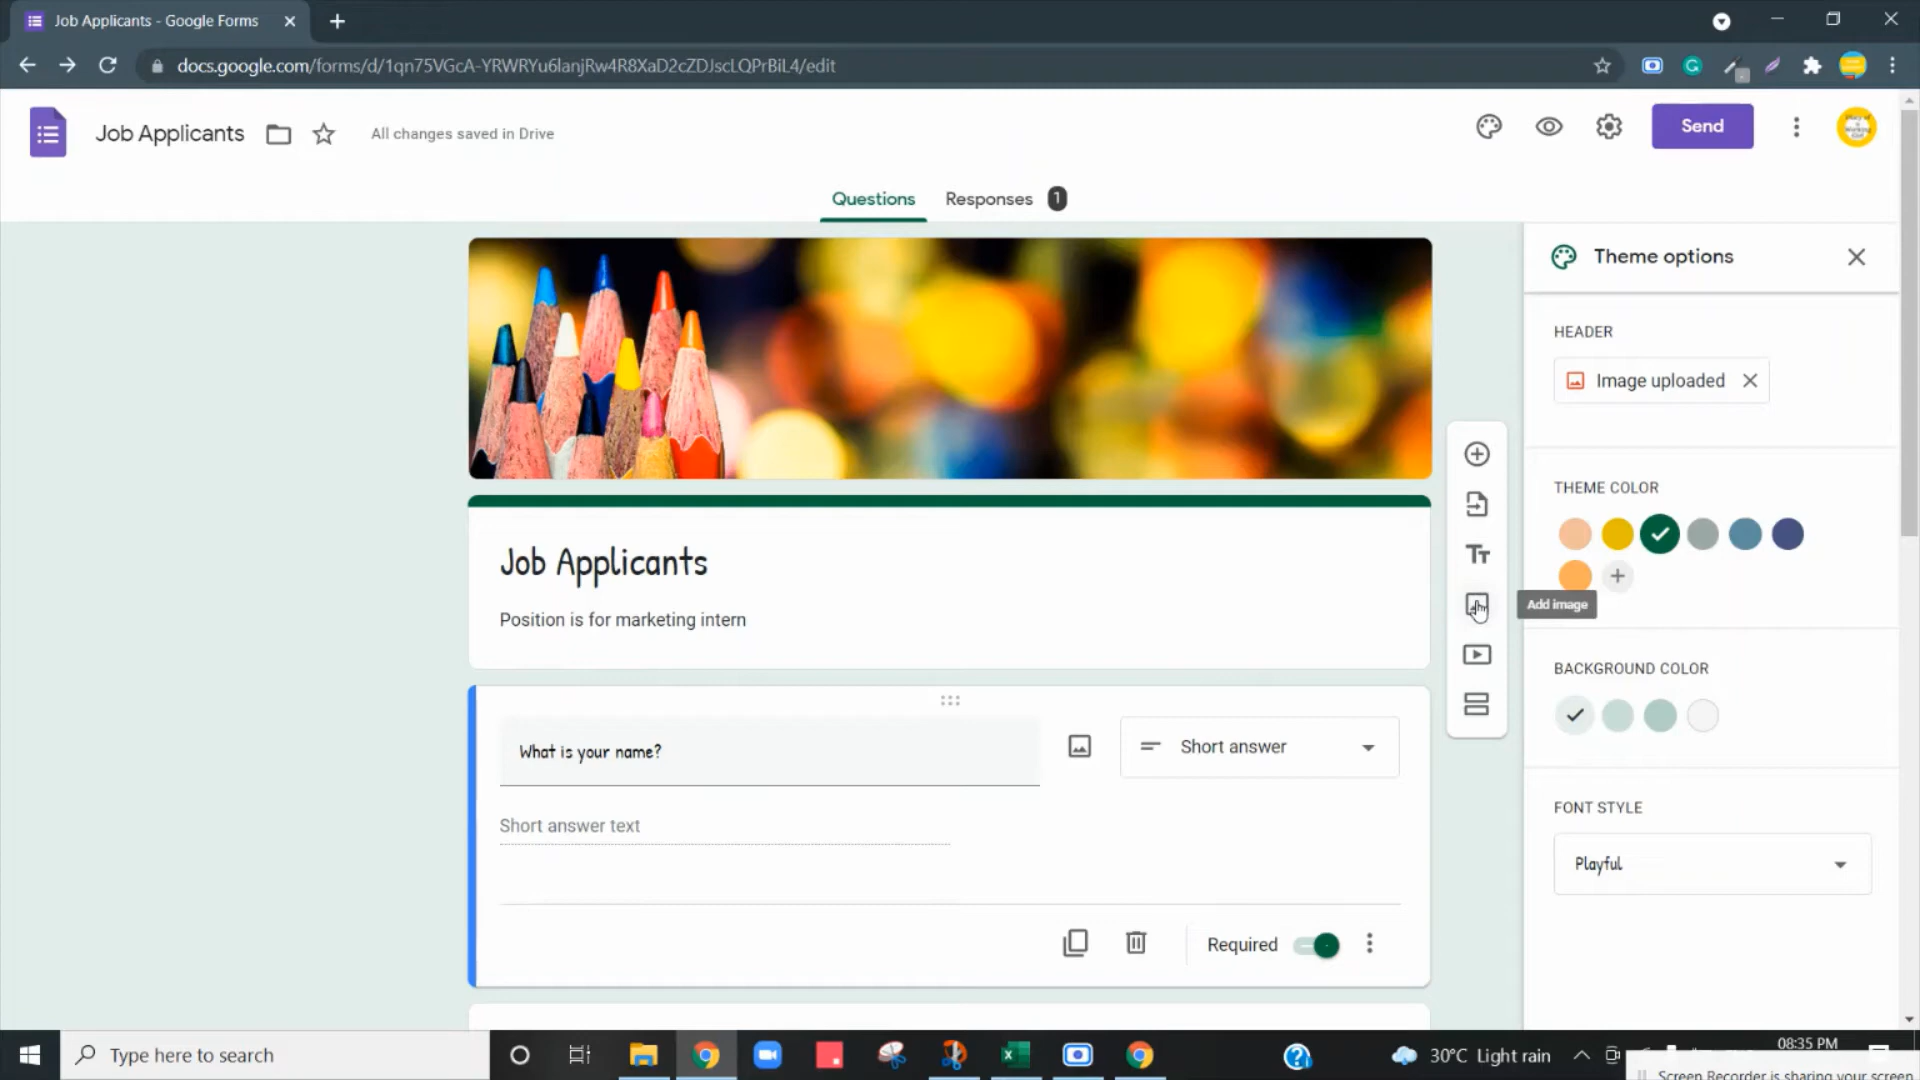 Job Applicants - Google Forms
docs.google.com/forms/d/1qn75VGcA-YRWRYu6lanjRw4R8XaD2cZDJscLQPrBiL4/edit
Job Applicants
All changes saved in Drive
Send
Questions
Responses 1
Theme options
HEADER
Image uploaded
THEME COLOR
Job Applicants
Position is for marketing intern
Add image
BACKGROUND COLOR
What is your name?
Short answer
Short answer text
FONT STYLE
Playful
Required
Type here to search
30°C Light rain
08:35 PM
Screen Recorder is sharing your screen